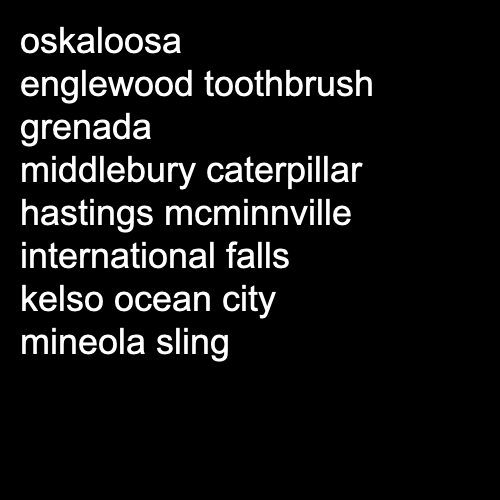 oskaloosa
englewood toothbrush
grenada
middlebury caterpillar
hastings mcminnville
international falls
kelso ocean city
mineola sling